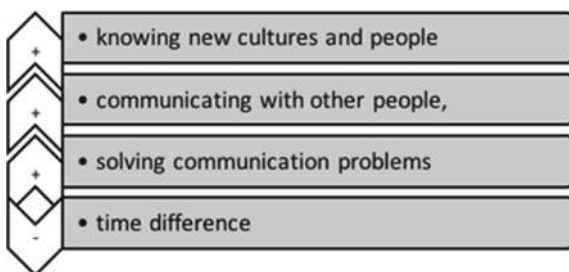 + • knowing new cultures and people
+ • communicating with other people,
+ • solving communication problems
- • time difference